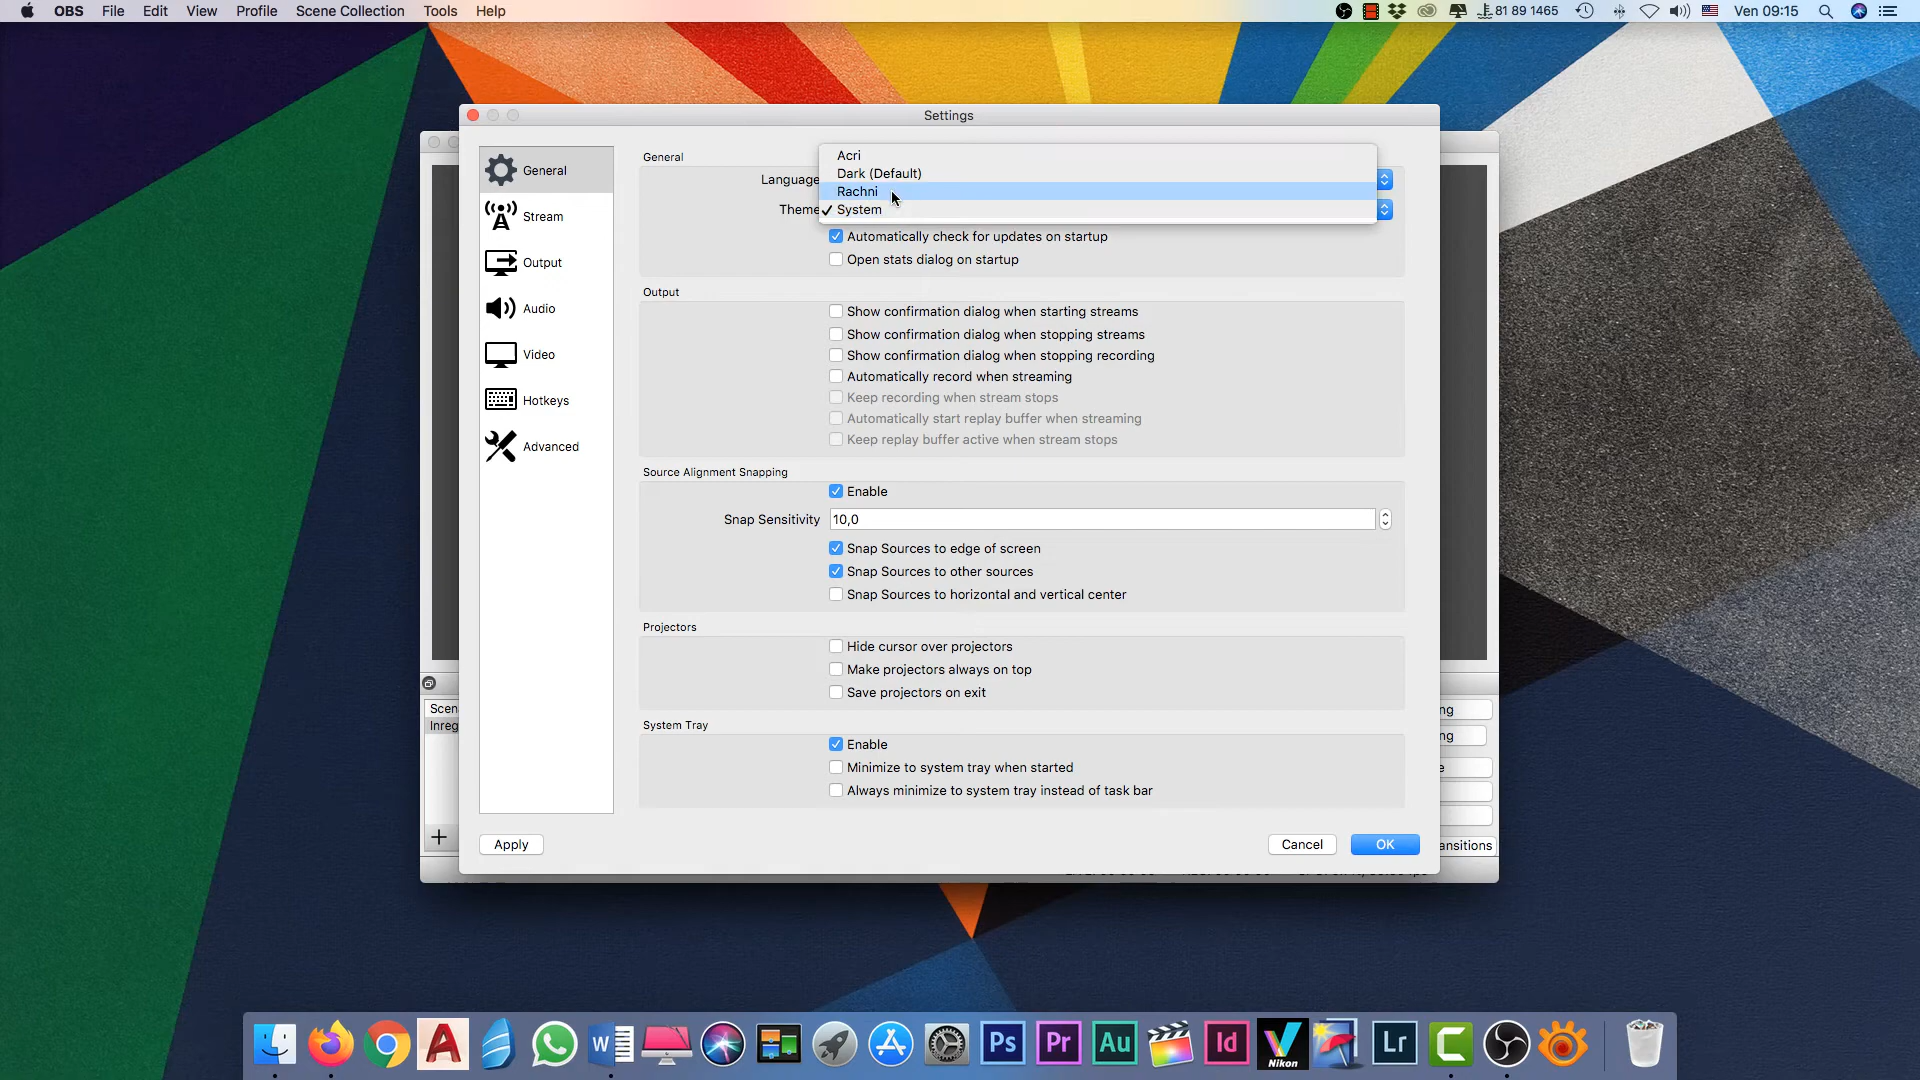 OBS File Edit View Profile Scene Collection Tools Help 81 89 1465 Ven 09:15
Settings
General
General
Stream
Output
Audio
Video
Hotkeys
Advanced
Language
Theme
Acri
Dark (Default)
Rachni
✓ System
Automatically check for updates on startup
Open stats dialog on startup
Output
Show confirmation dialog when starting streams
Show confirmation dialog when stopping streams
Show confirmation dialog when stopping recording
Automatically record when streaming
Keep recording when stream stops
Automatically start replay buffer when streaming
Keep replay buffer active when stream stops
Source Alignment Snapping
Enable
Snap Sensitivity 10,0
Snap Sources to edge of screen
Snap Sources to other sources
Snap Sources to horizontal and vertical center
Projectors
Hide cursor over projectors
Make projectors always on top
Save projectors on exit
System Tray
Enable
Minimize to system tray when started
Always minimize to system tray instead of task bar
Apply Cancel OK
Scen
Inreg
ng
ng
e
ansitions
W Ps Pr Au Id Nikon Lr C